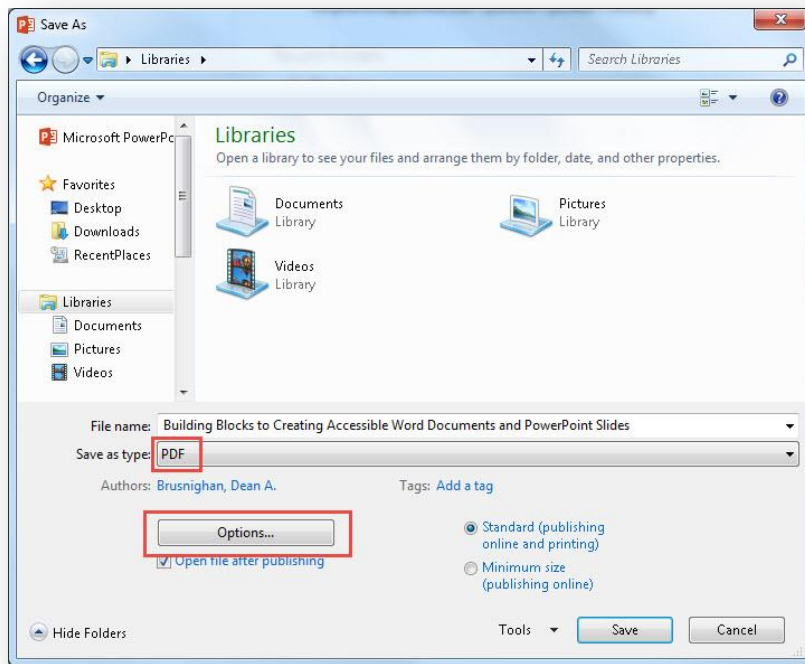 Save As
Libraries
Search Libraries
Organize
Microsoft PowerPo
Favorites
Desktop
Downloads
RecentPlaces
Libraries
Documents
Pictures
Videos
Libraries
Open a library to see your files and arrange them by folder, date, and other properties.
Documents
Library
Pictures
Library
Videos
Library
File name: Building Blocks to Creating Accessible Word Documents and PowerPoint Slides
Save as type: PDF
Authors: Brusnighan, Dean A. Tags: Add a tag
Options...
Open file after publishing
Standard (publishing
online and printing)
Minimum size
(publishing online)
Hide Folders
Tools Save Cancel